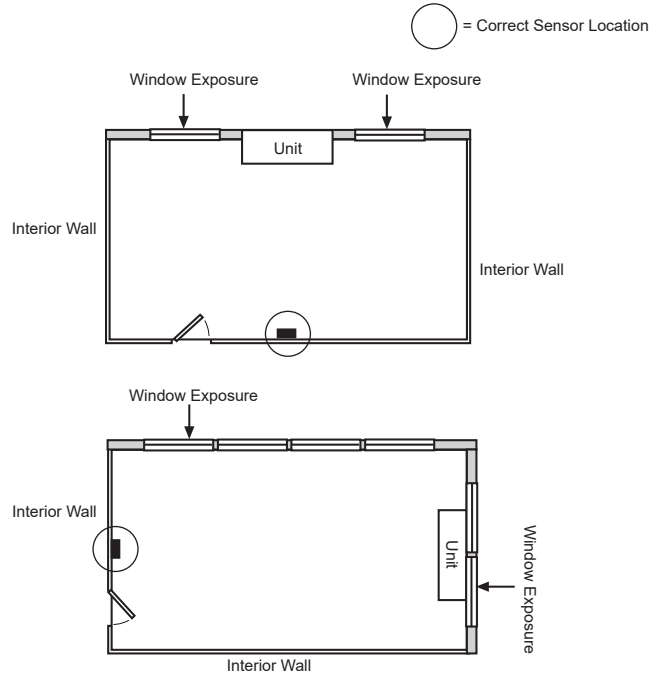 = Correct Sensor Location
Window Exposure
Window Exposure
Unit
Interior Wall
Interior Wall
Window Exposure
Interior Wall
Unit
Window Exposure
Interior Wall